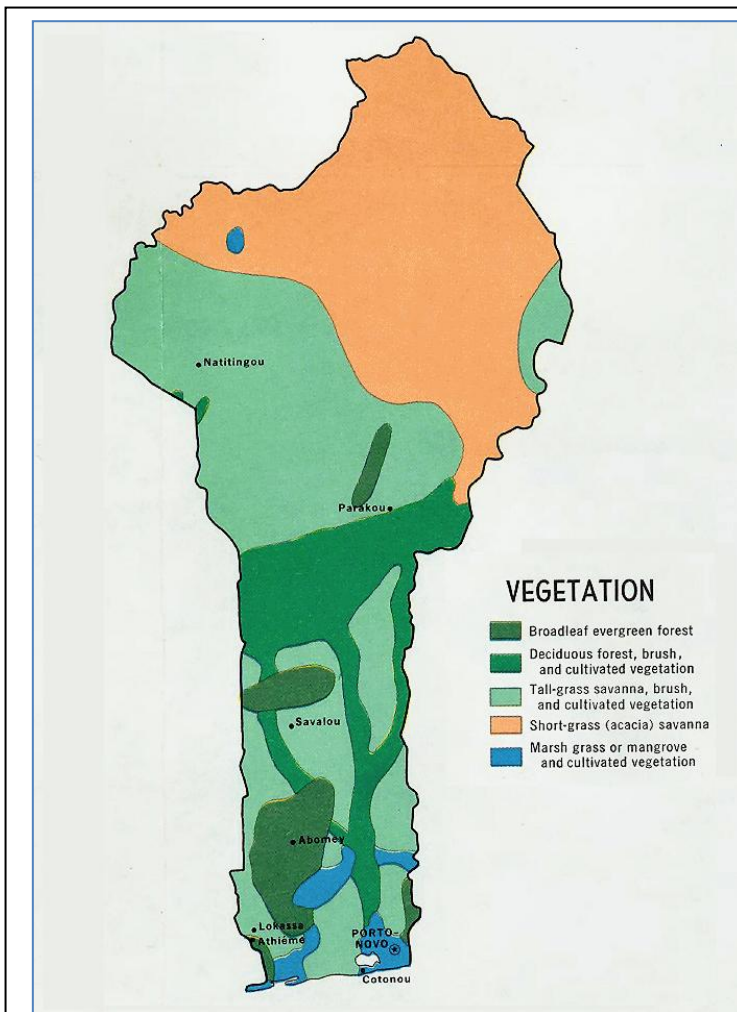 Natitingou
Parakou
VEGETATION
Broadleaf evergreen forest
Deciduous forest, brush,
and cultivated vegetation
Tall-grass savanna, brush,
and cultivated vegetation
Short-grass (acacia) savanna
Marsh grass or mangrove
and cultivated vegetation
Savalou
Abomey
Lokassa
Athiémé
PORTO-
NOVO
Cotonou